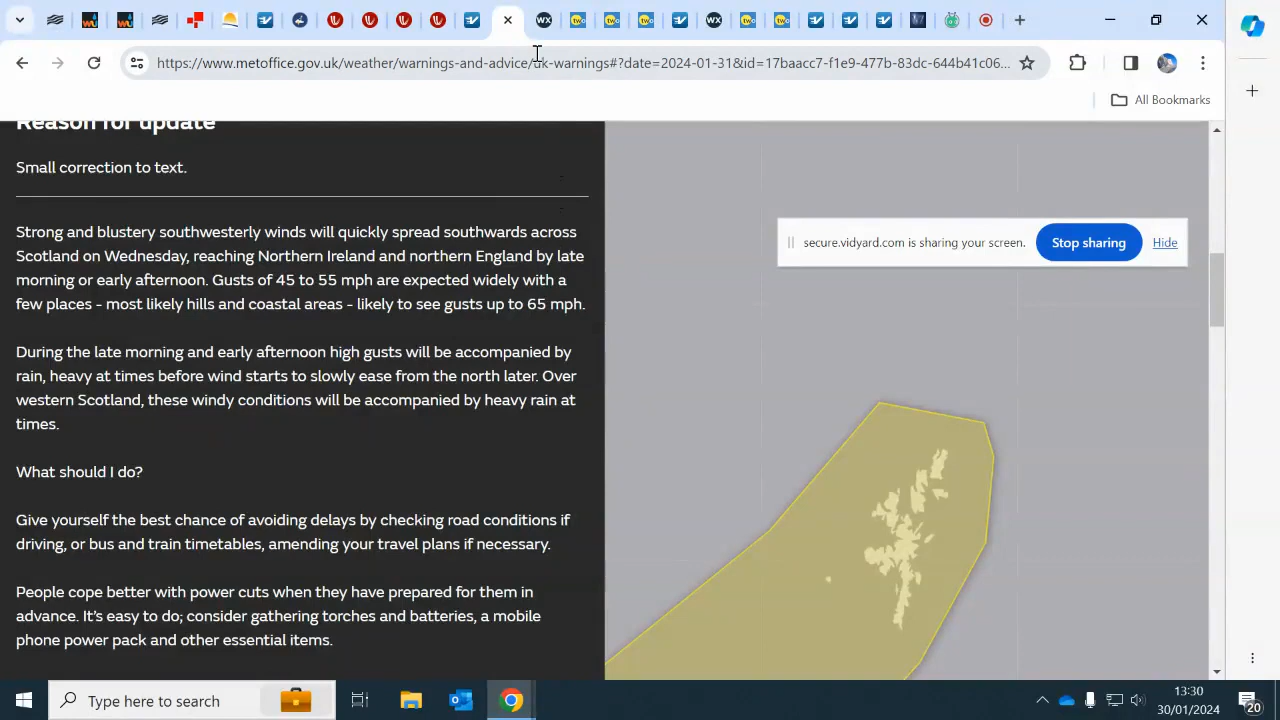 WX
WX
https://www.metoffice.gov.uk/weather/warnings-and-advice/uk-warnings#?date=2024-01-31&id=17baacc7-f1e9-477b-83dc-644b41c06...
All Bookmarks
Reason for update
Small correction to text.
Strong and blustery southwesterly winds will quickly spread southwards across
Scotland on Wednesday, reaching Northern Ireland and northern England by late
morning or early afternoon. Gusts of 45 to 55 mph are expected widely with a
few places - most likely hills and coastal areas - likely to see gusts up to 65 mph.
During the late morning and early afternoon high gusts will be accompanied by
rain, heavy at times before wind starts to slowly ease from the north later. Over
western Scotland, these windy conditions will be accompanied by heavy rain at
times.
What should I do?
Give yourself the best chance of avoiding delays by checking road conditions if
driving, or bus and train timetables, amending your travel plans if necessary.
People cope better with power cuts when they have prepared for them in
advance. It's easy to do; consider gathering torches and batteries, a mobile
phone power pack and other essential items.
secure.vidyard.com is sharing your screen.
Stop sharing
Hide
Type here to search
13:30
30/01/2024
20